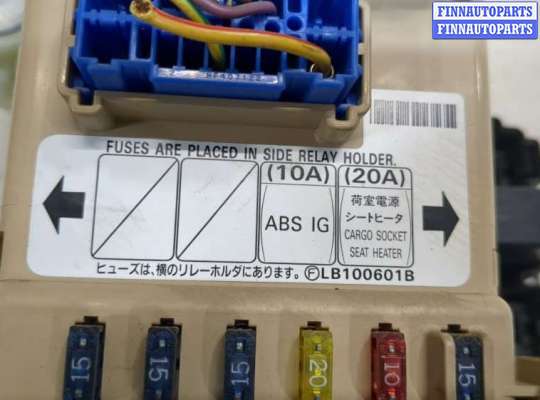 FINNAUTOPARTS
FINNAUTOPARTS
FUSES ARE PLACED IN SIDE RELAY HOLDER.
(10A) (20A)
ABS IG
荷室電源
シートヒータ
CARGO SOCKET
SEAT HEATER
ヒューズは、横のリレーホルダにあります。 ⒻLB100601B
15 15 15 20 10 15